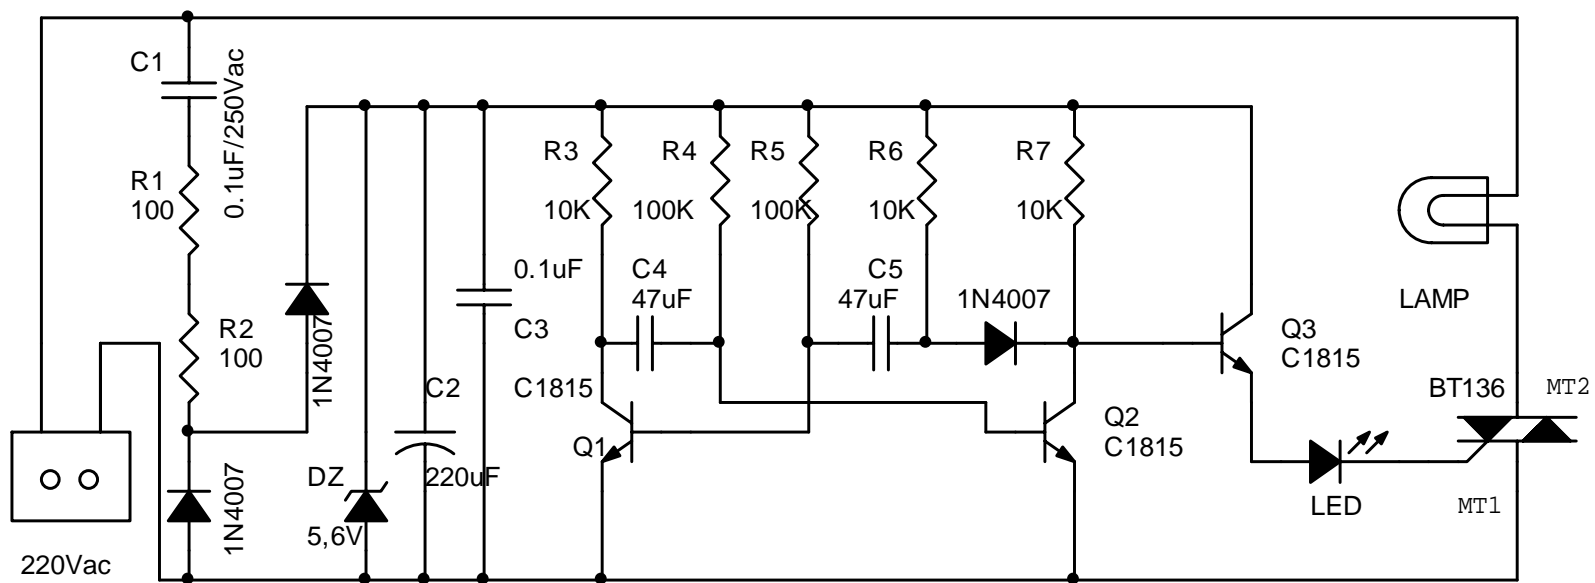 C1
0.1uF/250Vac
R1
100
R2
100
1N4007
1N4007
220Vac
DZ
5,6V
C2
220uF
0.1uF
C3
R3
10K
R4
100K
R5
100K
R6
10K
R7
10K
C4
47uF
C5
47uF
1N4007
C1815
Q1
Q2
C1815
Q3
C1815
LED
LAMP
BT136
MT2
MT1